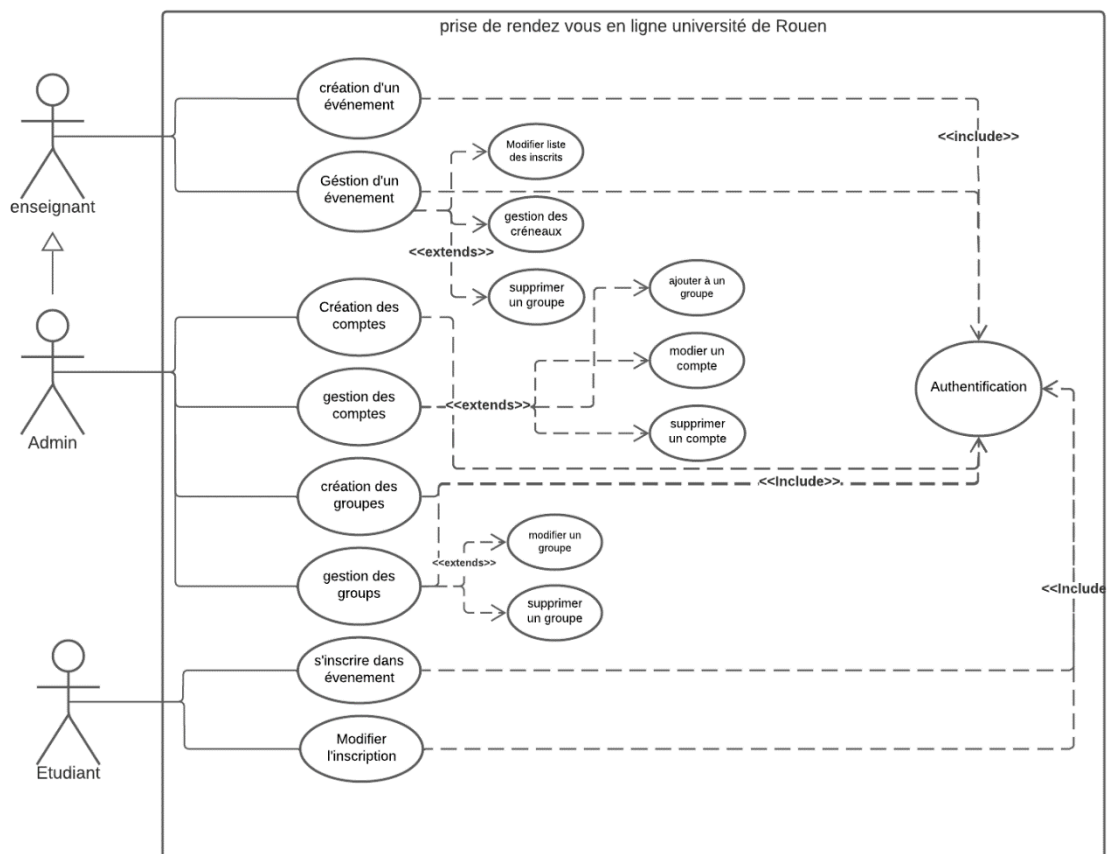 prise de rendez vous en ligne université de Rouen
création d'un
événement
<<include>>
Modifier liste
des inscrits
Géstion d'un
évenement
enseignant
gestion des
créneaux
<<extends>>
supprimer
un groupe
ajouter à un
groupe
Création des
comptes
modier un
compte
Authentification
gestion des
comptes
<<extends>>
Admin
supprimer
un compte
création des
groupes
<<Include>>
modifier un
groupe
<<extends>>
gestion des
groups
supprimer
un groupe
<<Include
s'inscrire dans
évenement
Modifier
l'inscription
Etudiant